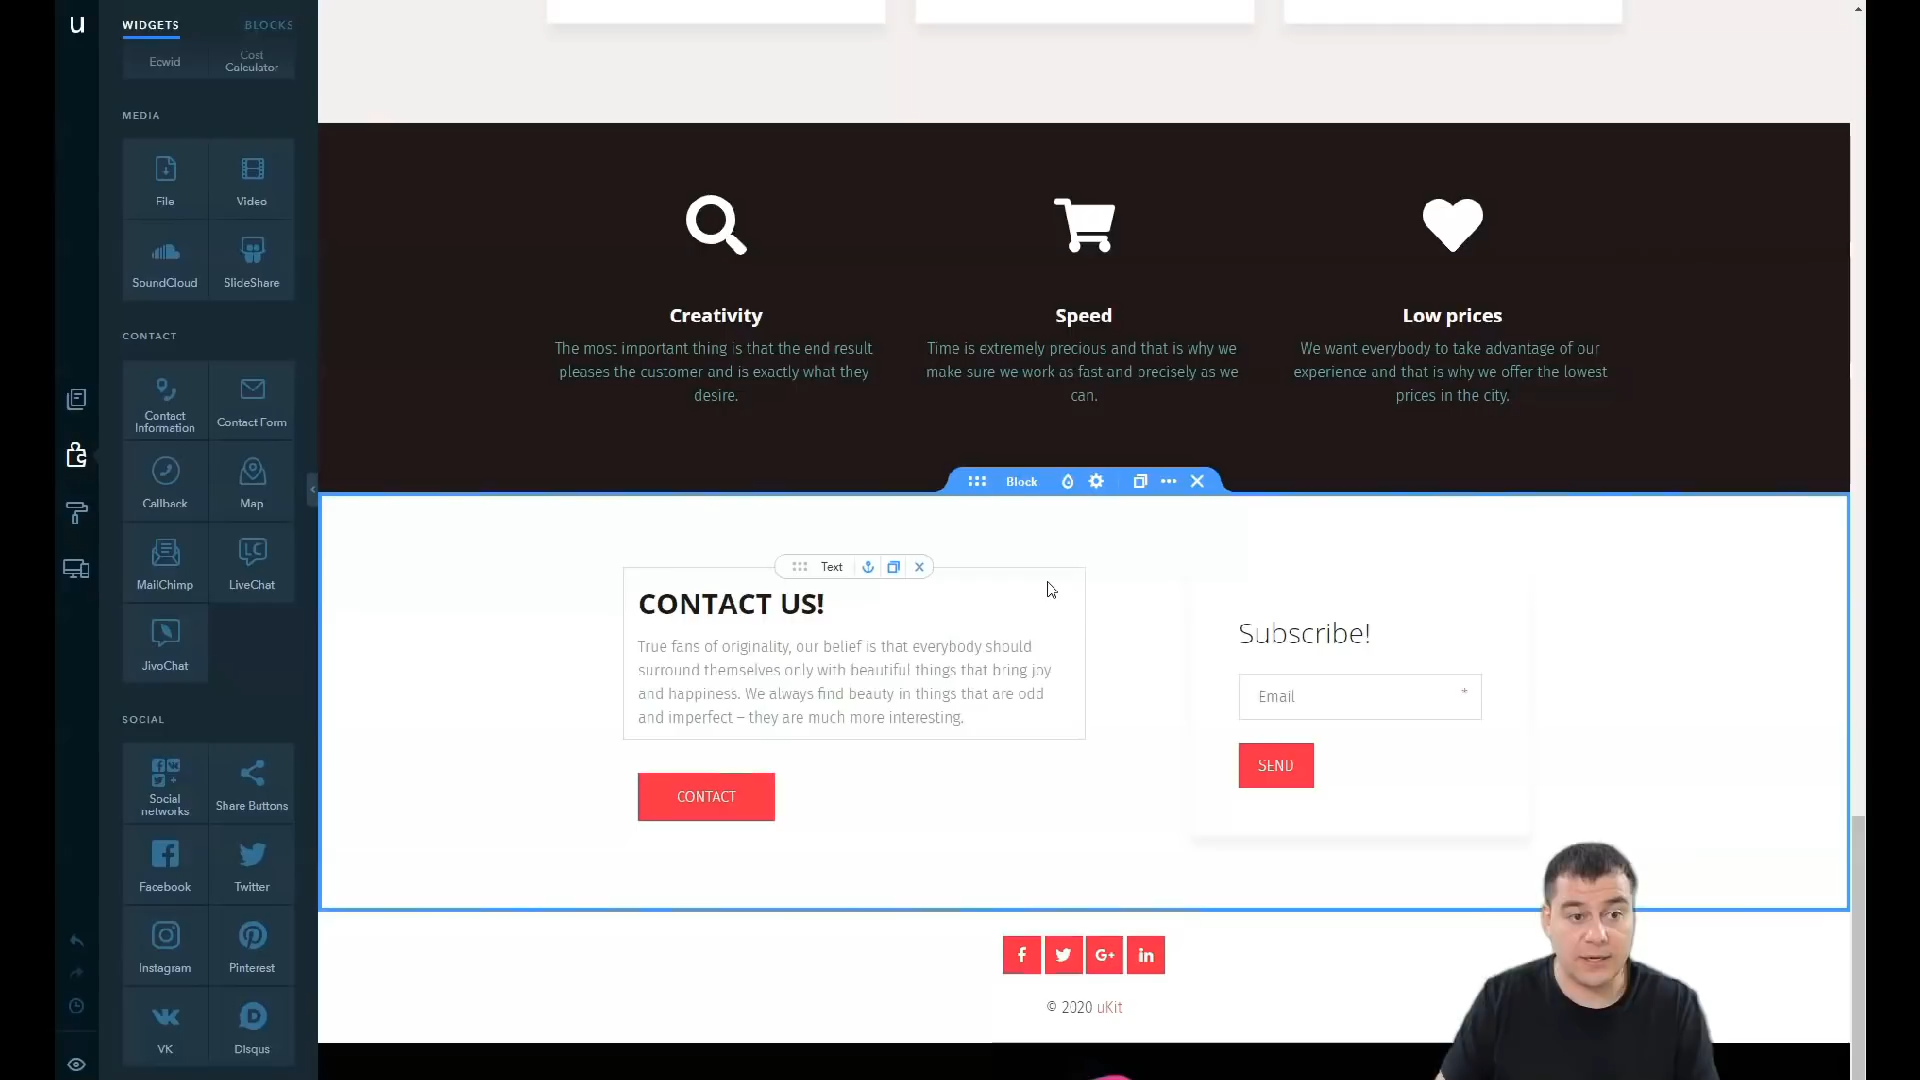 u
WIDGETS
BLOCKS
Ecwid
Cost
Calculator
MEDIA
File
Video
SoundCloud
SlideShare
CONTACT
Contact
Information
Contact Form
Callback
Map
MailChimp
LC
LiveChat
JivoChat
SOCIAL
Social
networks
Share Buttons
Facebook
Twitter
Instagram
Pinterest
VK
Disqus
Creativity
The most important thing is that the end result
pleases the customer and is exactly what they
desire.
Speed
Time is extremely precious and that is why we
make sure we work as fast and precisely as we
can.
Low prices
We want everybody to take advantage of our
experience and that is why we offer the lowest
prices in the city.
Block
Text
CONTACT US!
True fans of originality, our belief is that everybody should
surround themselves only with beautiful things that bring joy
and happiness. We always find beauty in things that are odd
and imperfect – they are much more interesting.
CONTACT
Subscribe!
Email *
SEND
© 2020 uKit